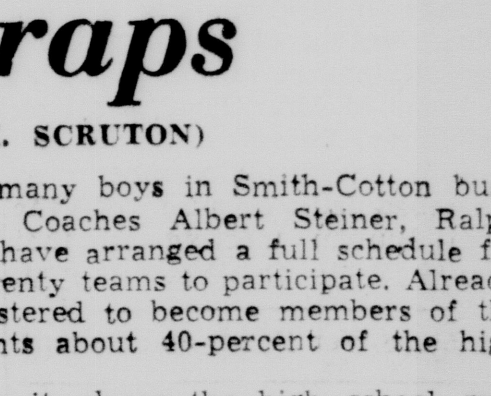 raps
. SCRUTON)
many boys in Smith-Cotton bu
Coaches Albert Steiner, Ralp
have arranged a full schedule f
enty teams to participate. Alread
stered to become members of t
nts about 40-percent of the hig